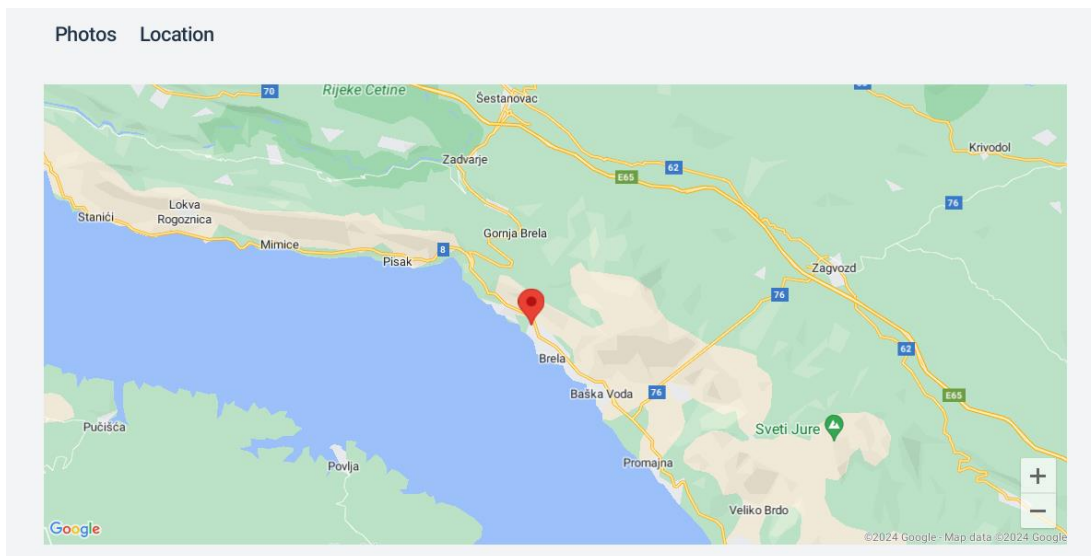 Photos Location
70
Rijeke Cetine
Šestanovac
Krivodol
Zadvarje
62
E65
76
Stanići
Lokva
Rogoznica
Gornja Brela
Mimice
8
Pisak
Zagvozd
76
62
Brela
Baška Voda
76
E65
Pučišća
Sveti Jure
Povlja
Promajna
+
Veliko Brdo
−
Google
©2024 Google - Map data ©2024 Google